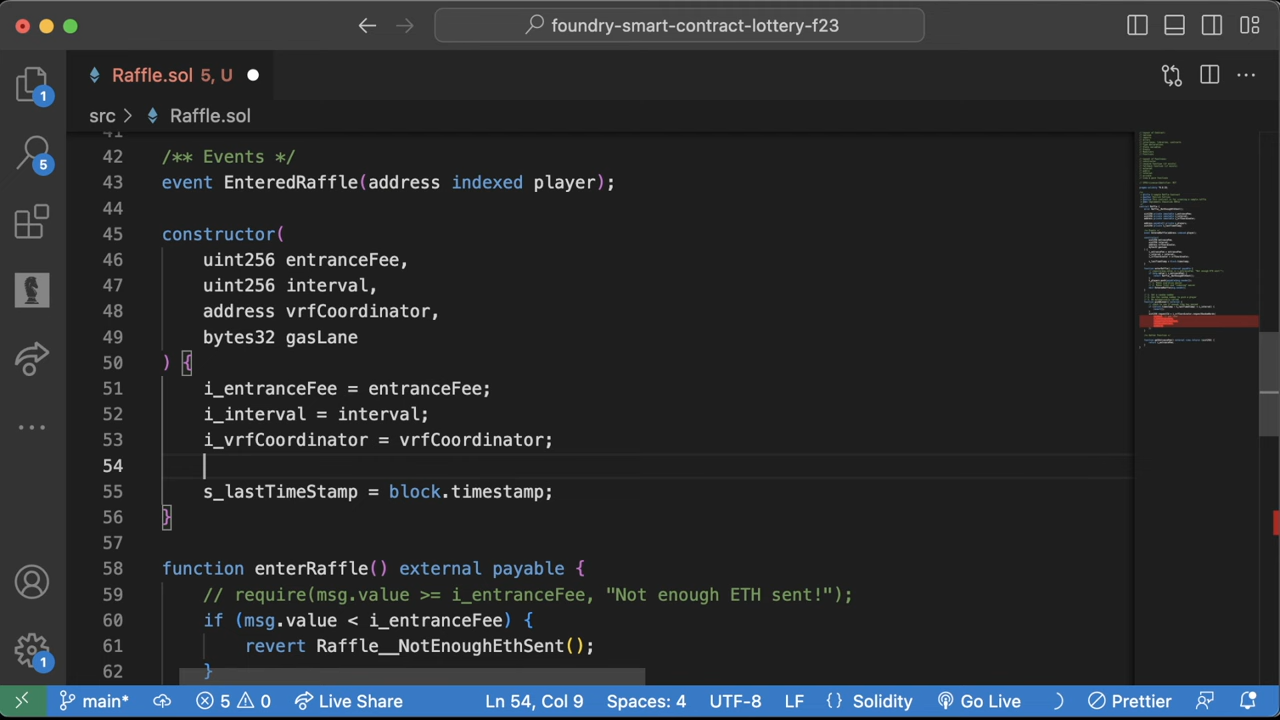 foundry-smart-contract-lottery-f23
Raffle.sol 5, U
src > Raffle.sol
1
5
1
41
42 /** Events */
43 event EnteredRaffle(address indexed player);
44
45 constructor(
46 uint256 entranceFee,
47 uint256 interval,
48 address vrfCoordinator,
49 bytes32 gasLane
50 ) {
51 i_entranceFee = entranceFee;
52 i_interval = interval;
53 i_vrfCoordinator = vrfCoordinator;
54
55 s_lastTimeStamp = block.timestamp;
56 }
57
58 function enterRaffle() external payable {
59 // require(msg.value >= i_entranceFee, "Not enough ETH sent!");
60 if (msg.value < i_entranceFee) {
61 revert Raffle__NotEnoughEthSent();
62 }
main* 5 0 Live Share Ln 54, Col 9 Spaces: 4 UTF-8 LF {} Solidity Go Live Prettier